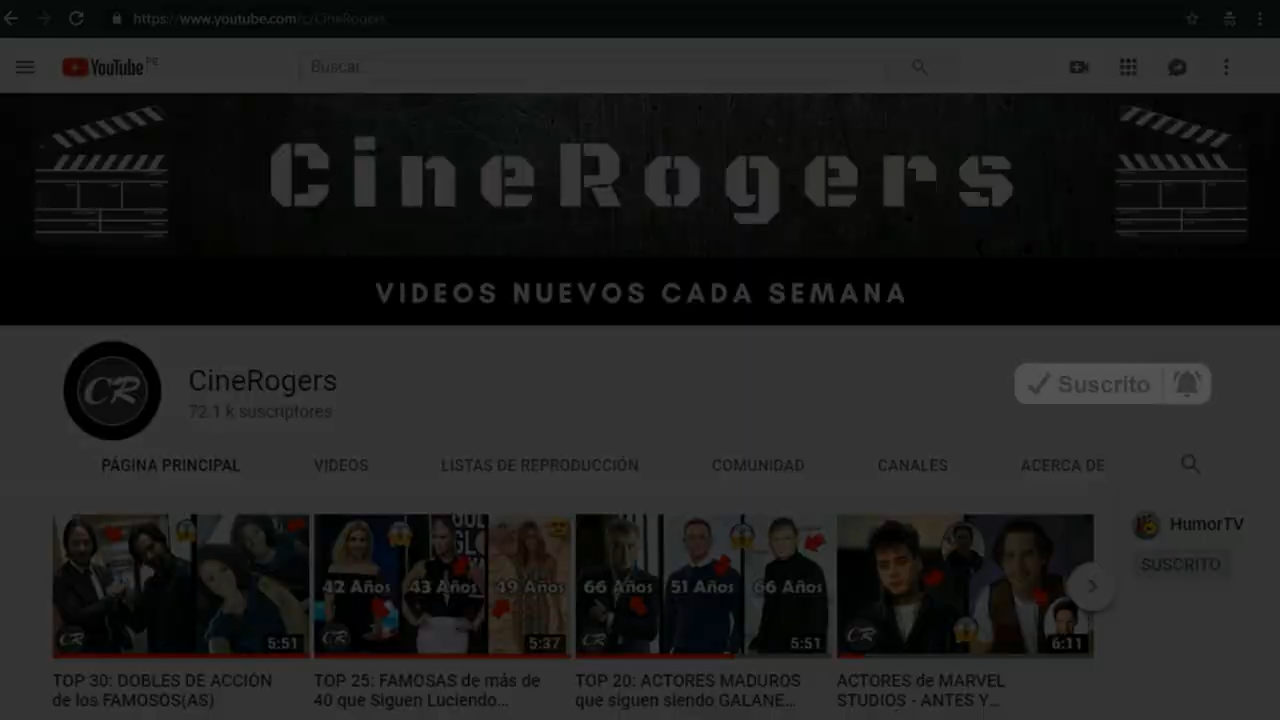 https://www.youtube.com/c/CineRogers
YouTube PE
Buscar
CineRogers
VIDEOS NUEVOS CADA SEMANA
CR
CineRogers
72.1 k suscriptores
Suscrito
PÁGINA PRINCIPAL VIDEOS LISTAS DE REPRODUCCIÓN COMUNIDAD CANALES ACERCA DE
HumorTV
SUSCRITO
42 Años 43 Años 49 Años 66 Años 51 Años 66 Años
CR 5:51 CR 5:37 CR 5:51 CR 6:11
TOP 30: DOBLES DE ACCIÓN
de los FAMOSOS(AS)
TOP 25: FAMOSAS de más de
40 que Siguen Luciendo...
TOP 20: ACTORES MADUROS
que siguen siendo GALANE...
ACTORES de MARVEL
STUDIOS - ANTES Y...